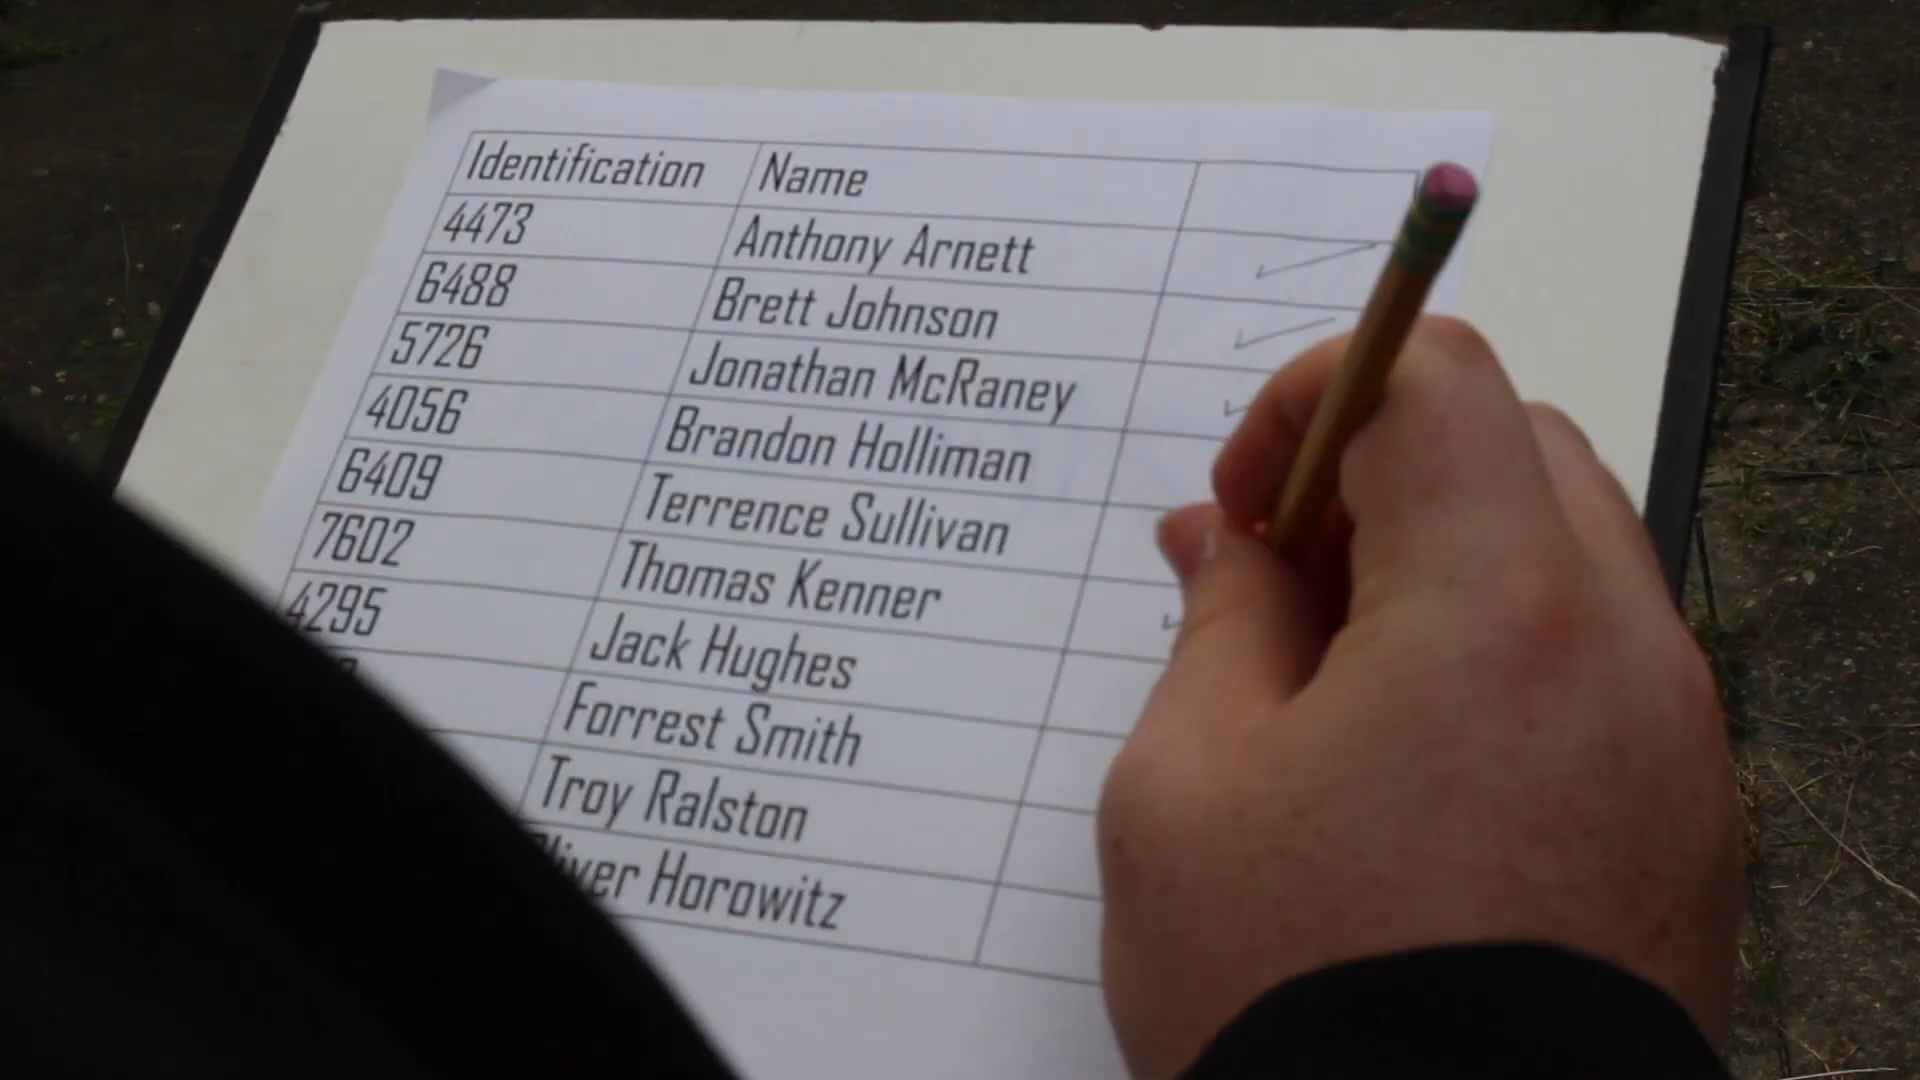 Identification Name
4473 Anthony Arnett ✓
6488 Brett Johnson ✓
5726 Jonathan McRaney ✓
4056 Brandon Holliman
6409 Terrence Sullivan
7602 Thomas Kenner ✓
4295 Jack Hughes
Forrest Smith
Troy Ralston
Horowitz